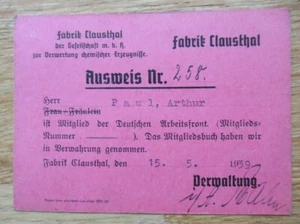 Fabrik Clausthal
der Gesellschaft m. b. H.
zur Verwertung chemischer Erzeugnisse.
Fabrik Clausthal
Ausweis Nr. 258.
Herr
Frau / Fräulein
Paul, Arthur
ist Mitglied der Deutschen Arbeitsfront. (Mitglieds-
Nummer ). Das Mitgliedsbuch haben wir
in Verwahrung genommen.
Fabrik Clausthal, den 15. 5. 1939
Verwaltung.